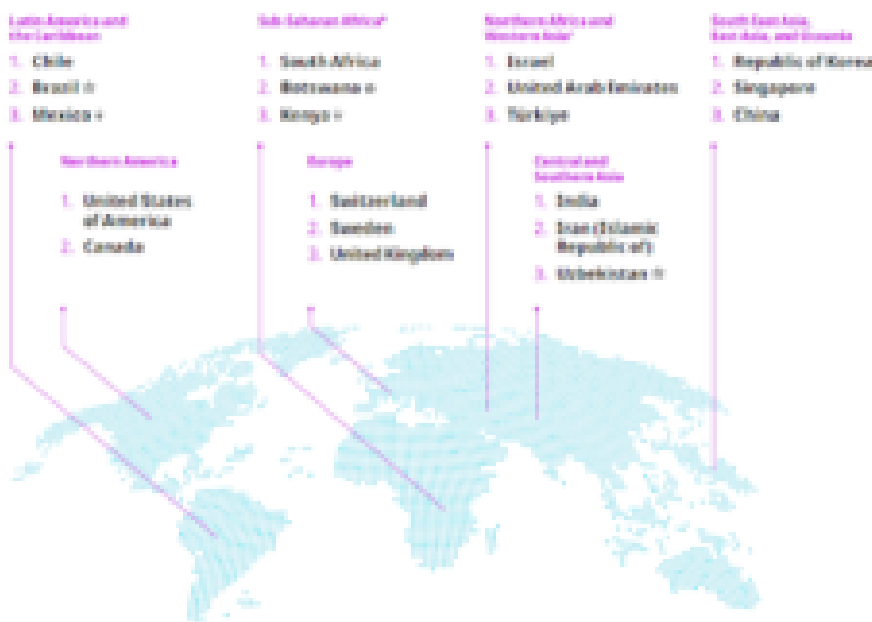 Latin America and
the Caribbean
1. Chile
2. Brazil
3. Mexico
Sub-Saharan Africa
1. South Africa
2. Botswana
3. Kenya
Northern Africa and
Western Asia
1. Israel
2. United Arab Emirates
3. Türkiye
South East Asia,
East Asia, and Oceania
1. Republic of Korea
2. Singapore
3. China
Northern America
1. United States
of America
2. Canada
Europe
1. Switzerland
2. Sweden
3. United Kingdom
Central and
Southern Asia
1. India
2. Iran (Islamic
Republic of)
3. Uzbekistan